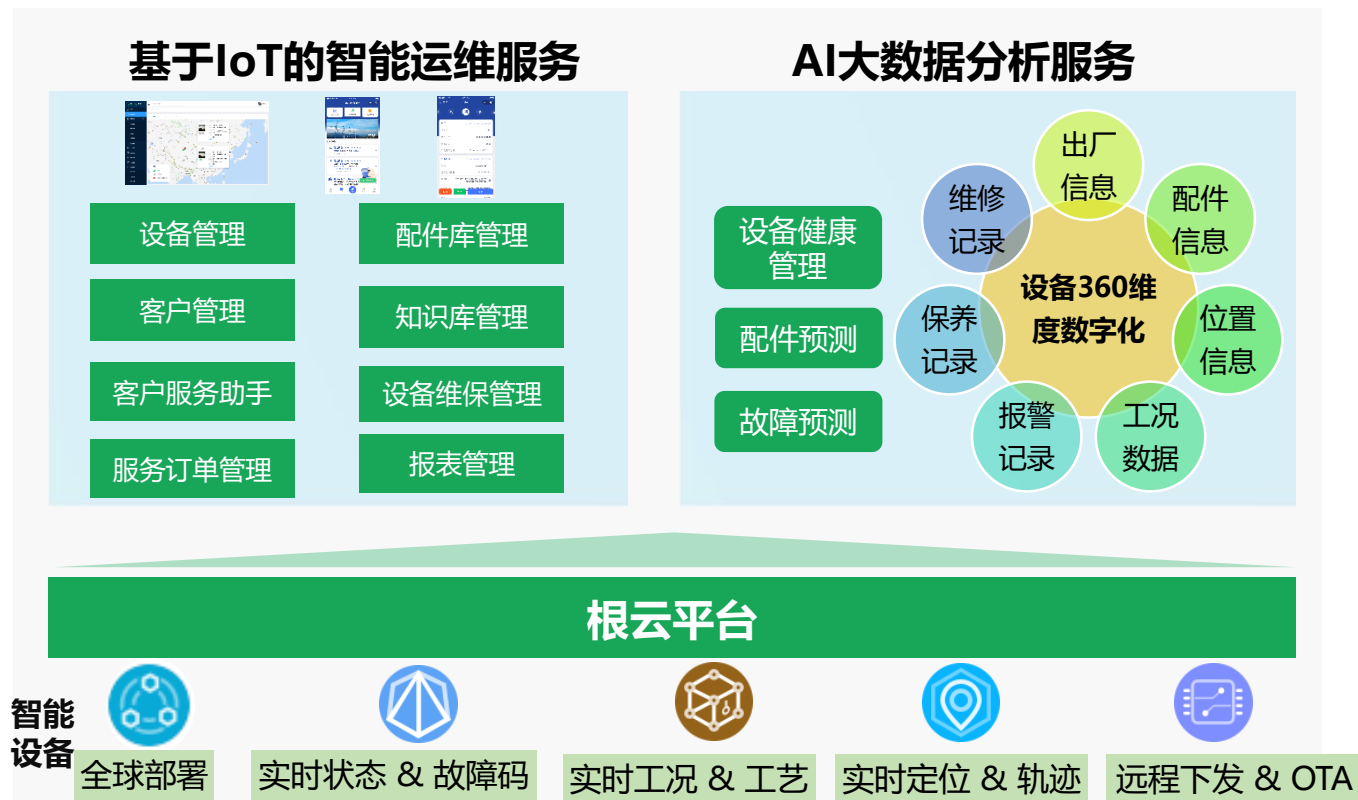 基于IoT的智能运维服务
设备管理
配件库管理
客户管理
知识库管理
客户服务助手
设备维保管理
服务订单管理
报表管理
AI大数据分析服务
设备健康
管理
配件预测
故障预测
出厂
信息
配件
信息
位置
信息
工况
数据
报警
记录
保养
记录
维修
记录
设备360维
度数字化
根云平台
智能
设备
全球部署
实时状态 & 故障码
实时工况 & 工艺
实时定位 & 轨迹
远程下发 & OTA